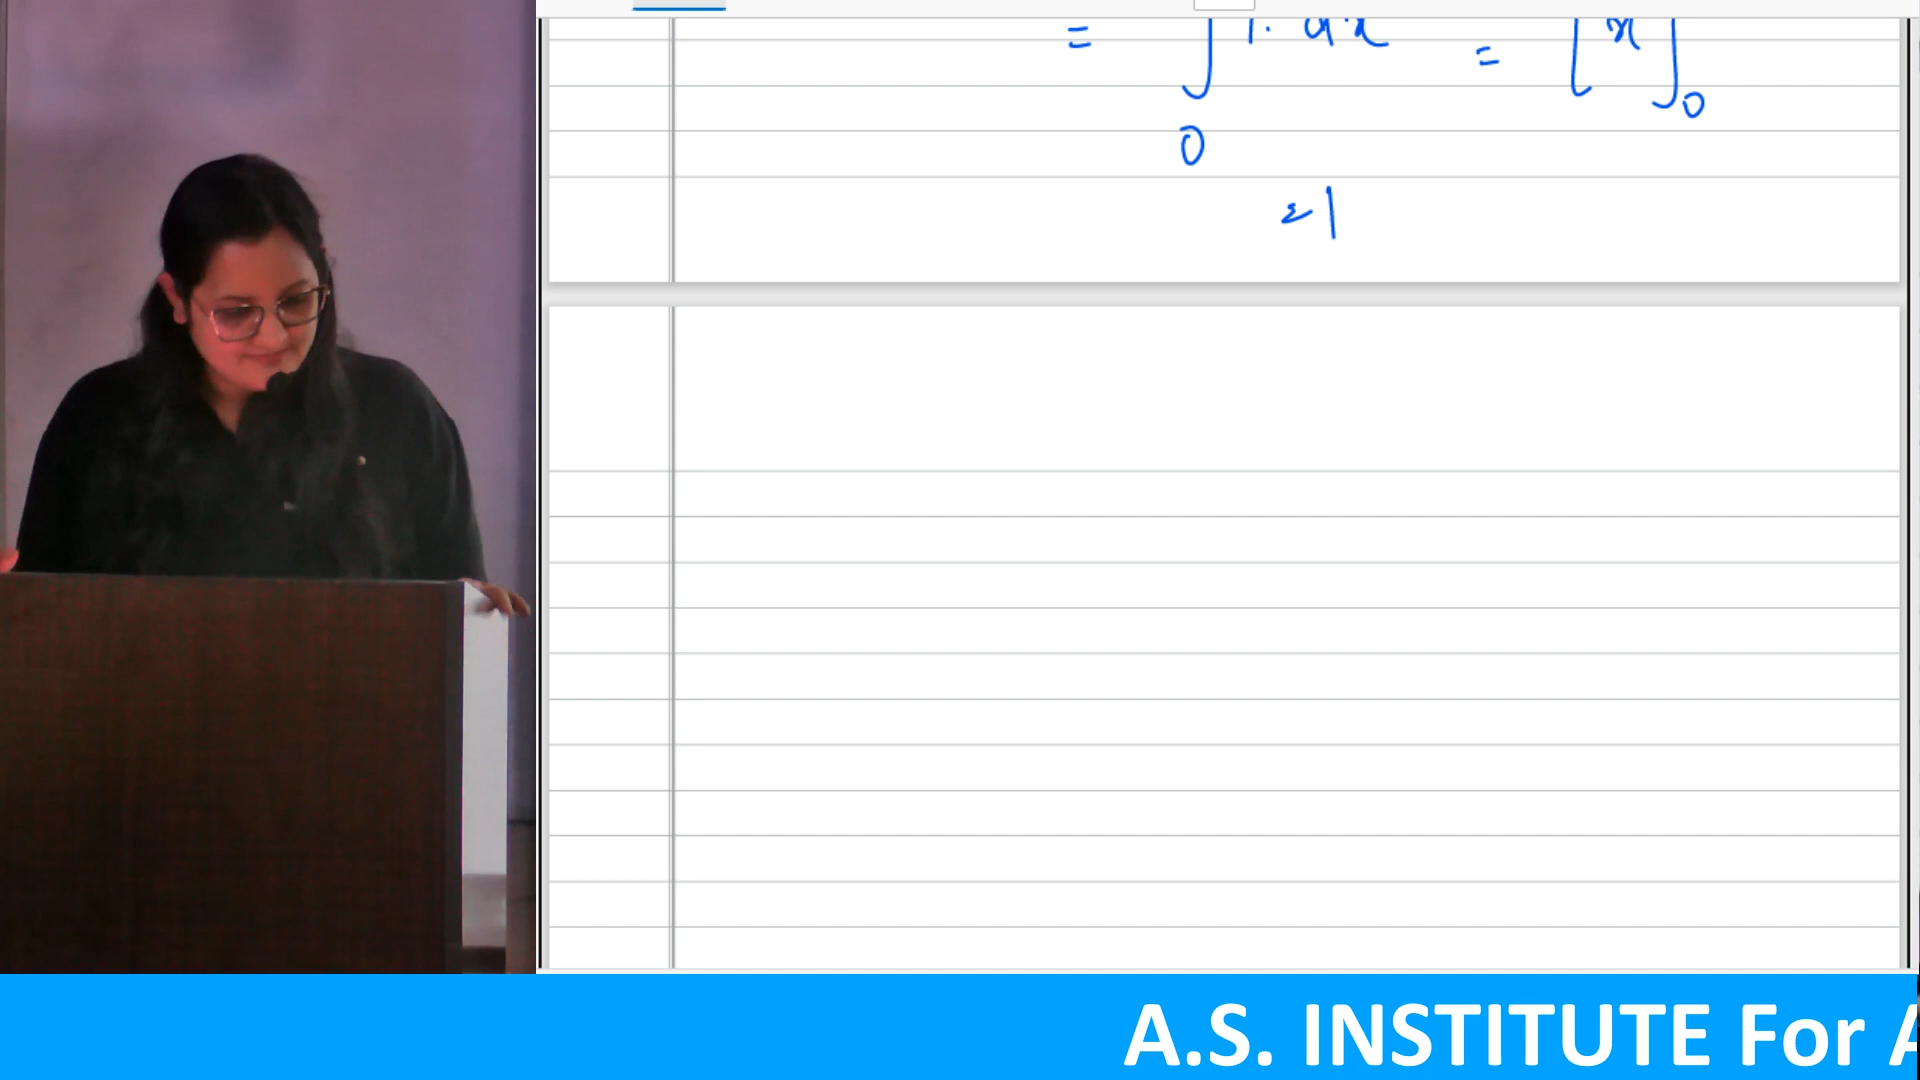 = ∫ 1. dx = [x]
0 0
=1
A.S. INSTITUTE For A